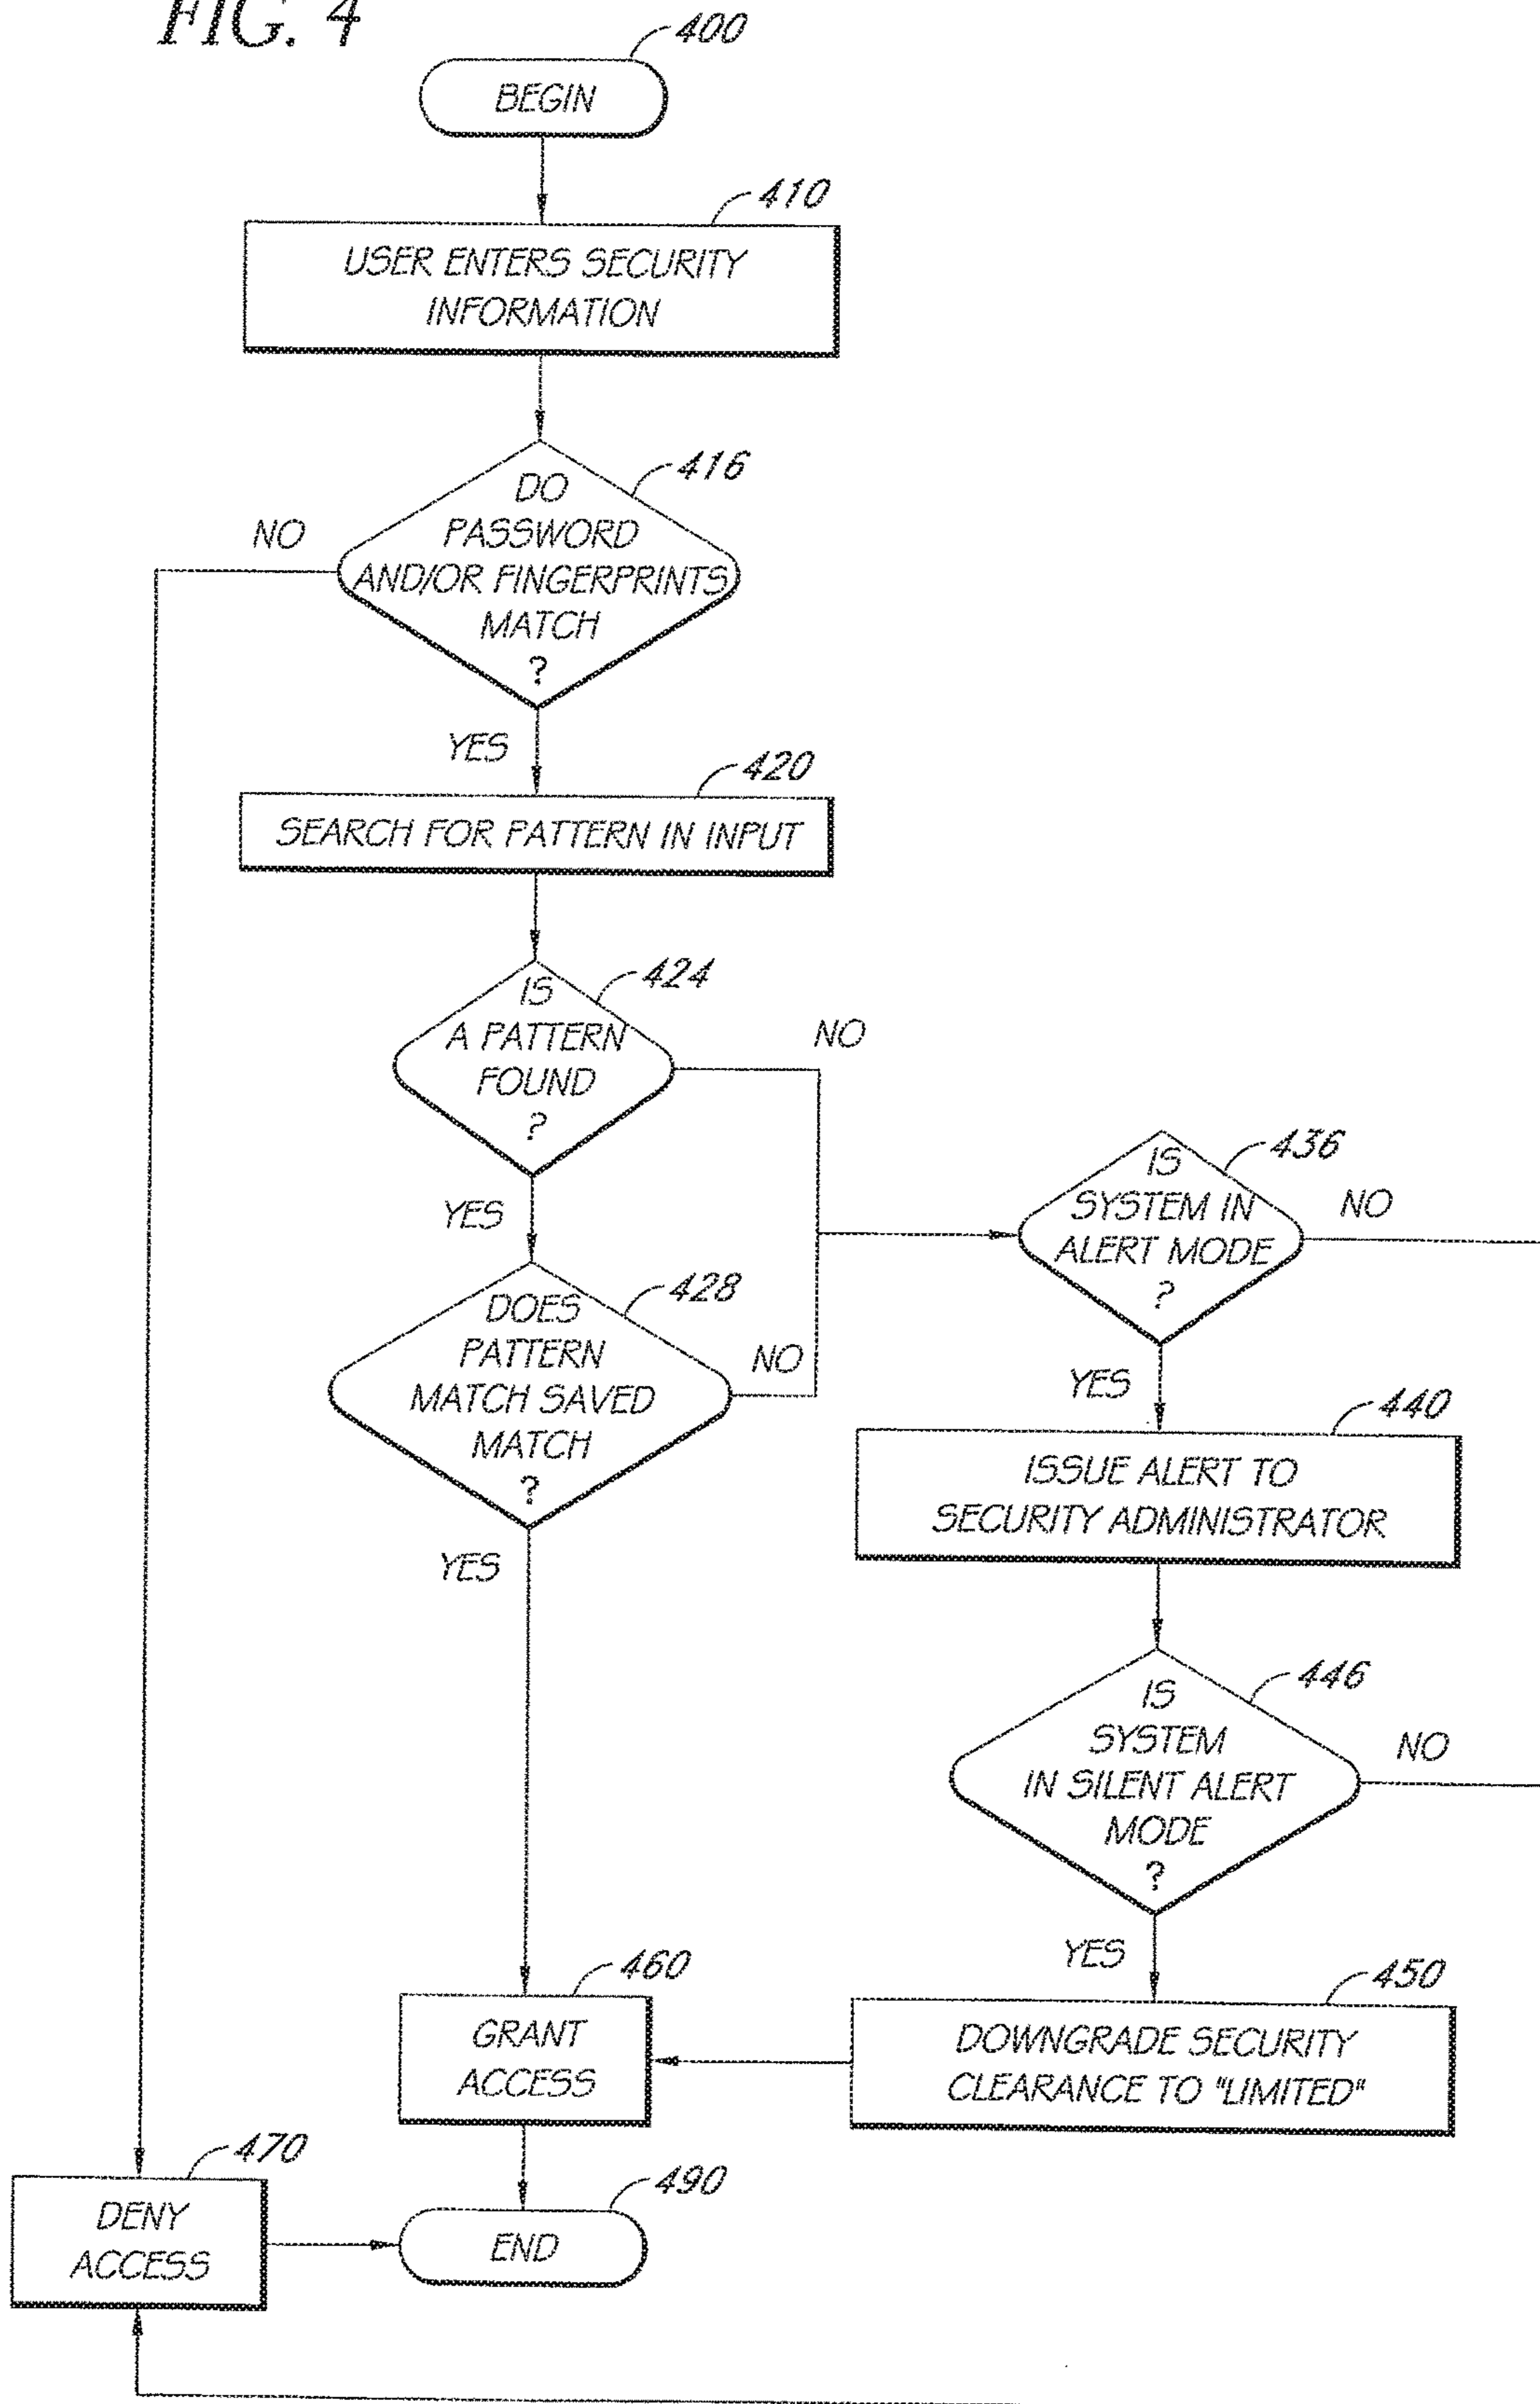 FIG. 4
400
BEGIN
410
USER ENTERS SECURITY
INFORMATION
416
DO
PASSWORD
AND/OR FINGERPRINTS
MATCH
?
NO
YES
420
SEARCH FOR PATTERN IN INPUT
424
IS
A PATTERN
FOUND
?
NO
YES
428
DOES
PATTERN
MATCH SAVED
MATCH
?
NO
YES
436
IS
SYSTEM IN
ALERT MODE
?
NO
YES
440
ISSUE ALERT TO
SECURITY ADMINISTRATOR
446
IS
SYSTEM
IN SILENT ALERT
MODE
?
NO
YES
450
DOWNGRADE SECURITY
CLEARANCE TO "LIMITED"
460
GRANT
ACCESS
470
DENY
ACCESS
490
END